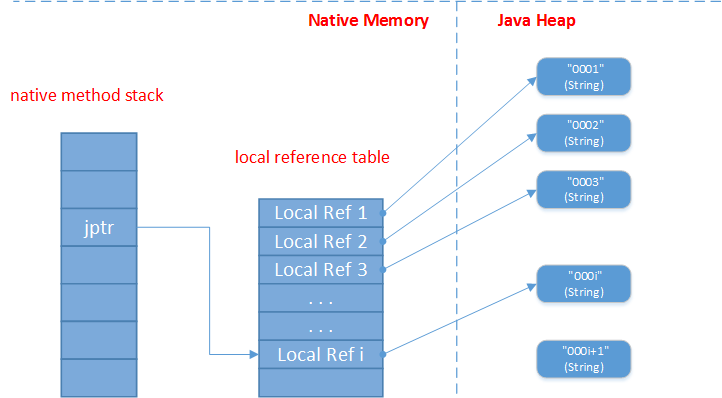 Native Memory
Java Heap
native method stack
jptr
local reference table
Local Ref 1
Local Ref 2
Local Ref 3
. . .
. . .
Local Ref i
"0001"
(String)
"0002"
(String)
"0003"
(String)
"000i"
(String)
"000i+1"
(String)